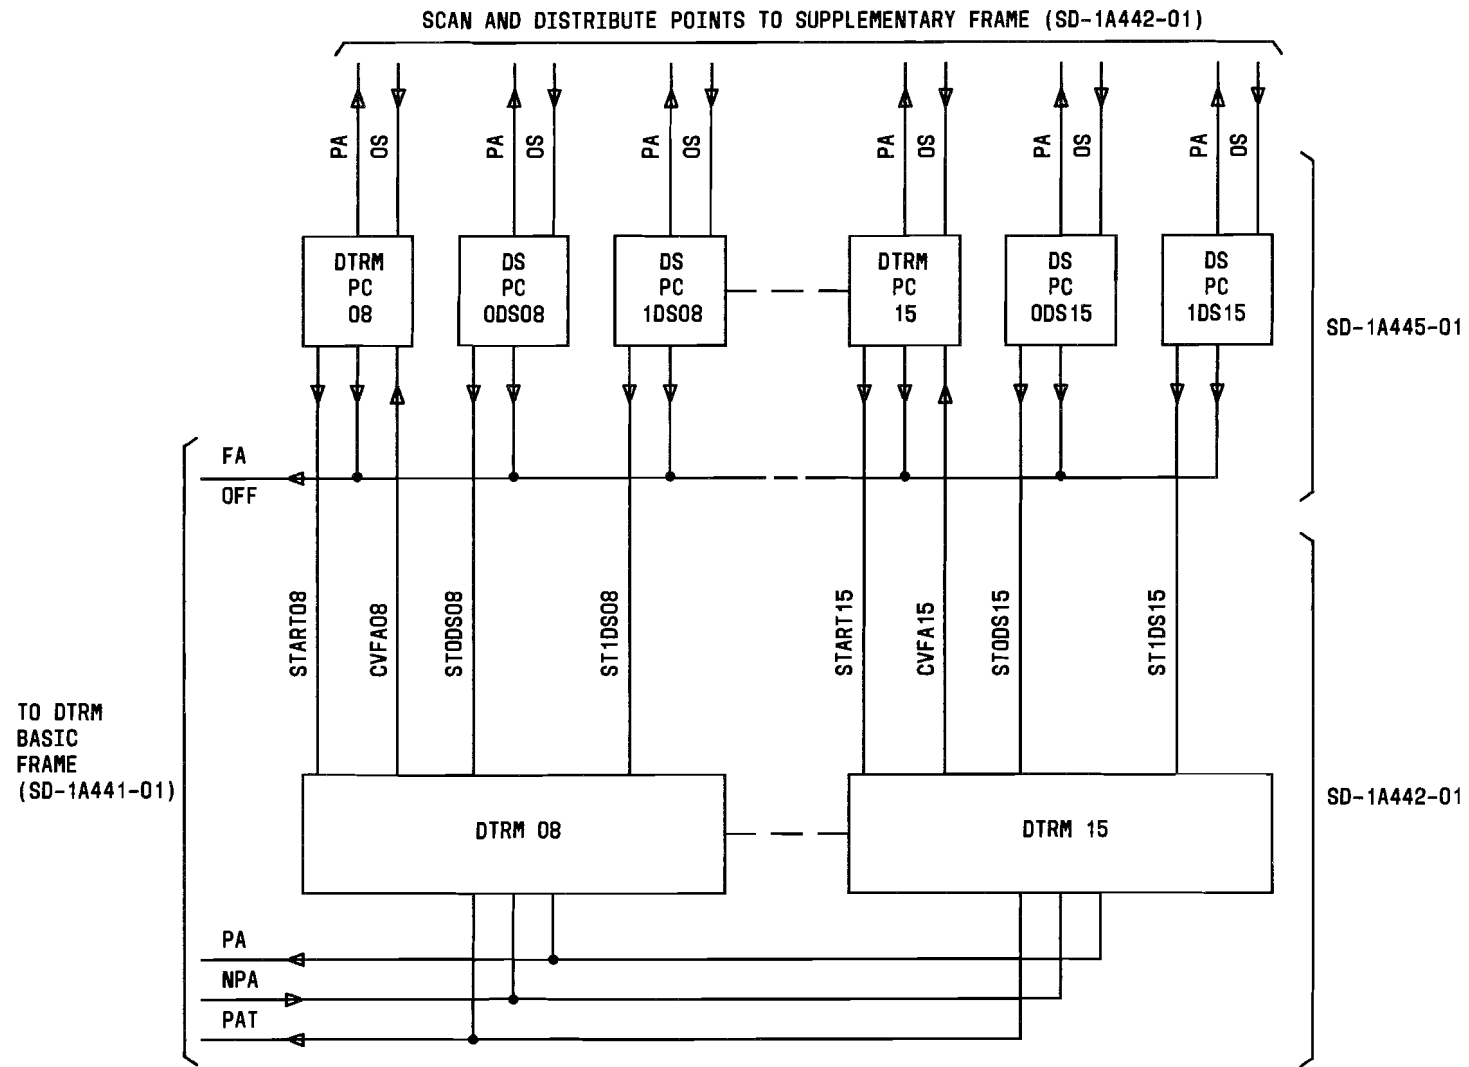 SCAN AND DISTRIBUTE POINTS TO SUPPLEMENTARY FRAME (SD-1A442-01)
PA
OS
PA
OS
PA
OS
PA
OS
PA
OS
PA
OS
DTRM
PC
08
DS
PC
0DS08
DS
PC
1DS08
DTRM
PC
15
DS
PC
0DS15
DS
PC
1DS15
SD-1A445-01
FA
OFF
START08
CVFA08
ST0DS08
ST1DS08
START15
CVFA15
ST0DS15
ST1DS15
TO DTRM
BASIC
FRAME
(SD-1A441-01)
DTRM 08
DTRM 15
SD-1A442-01
PA
NPA
PAT